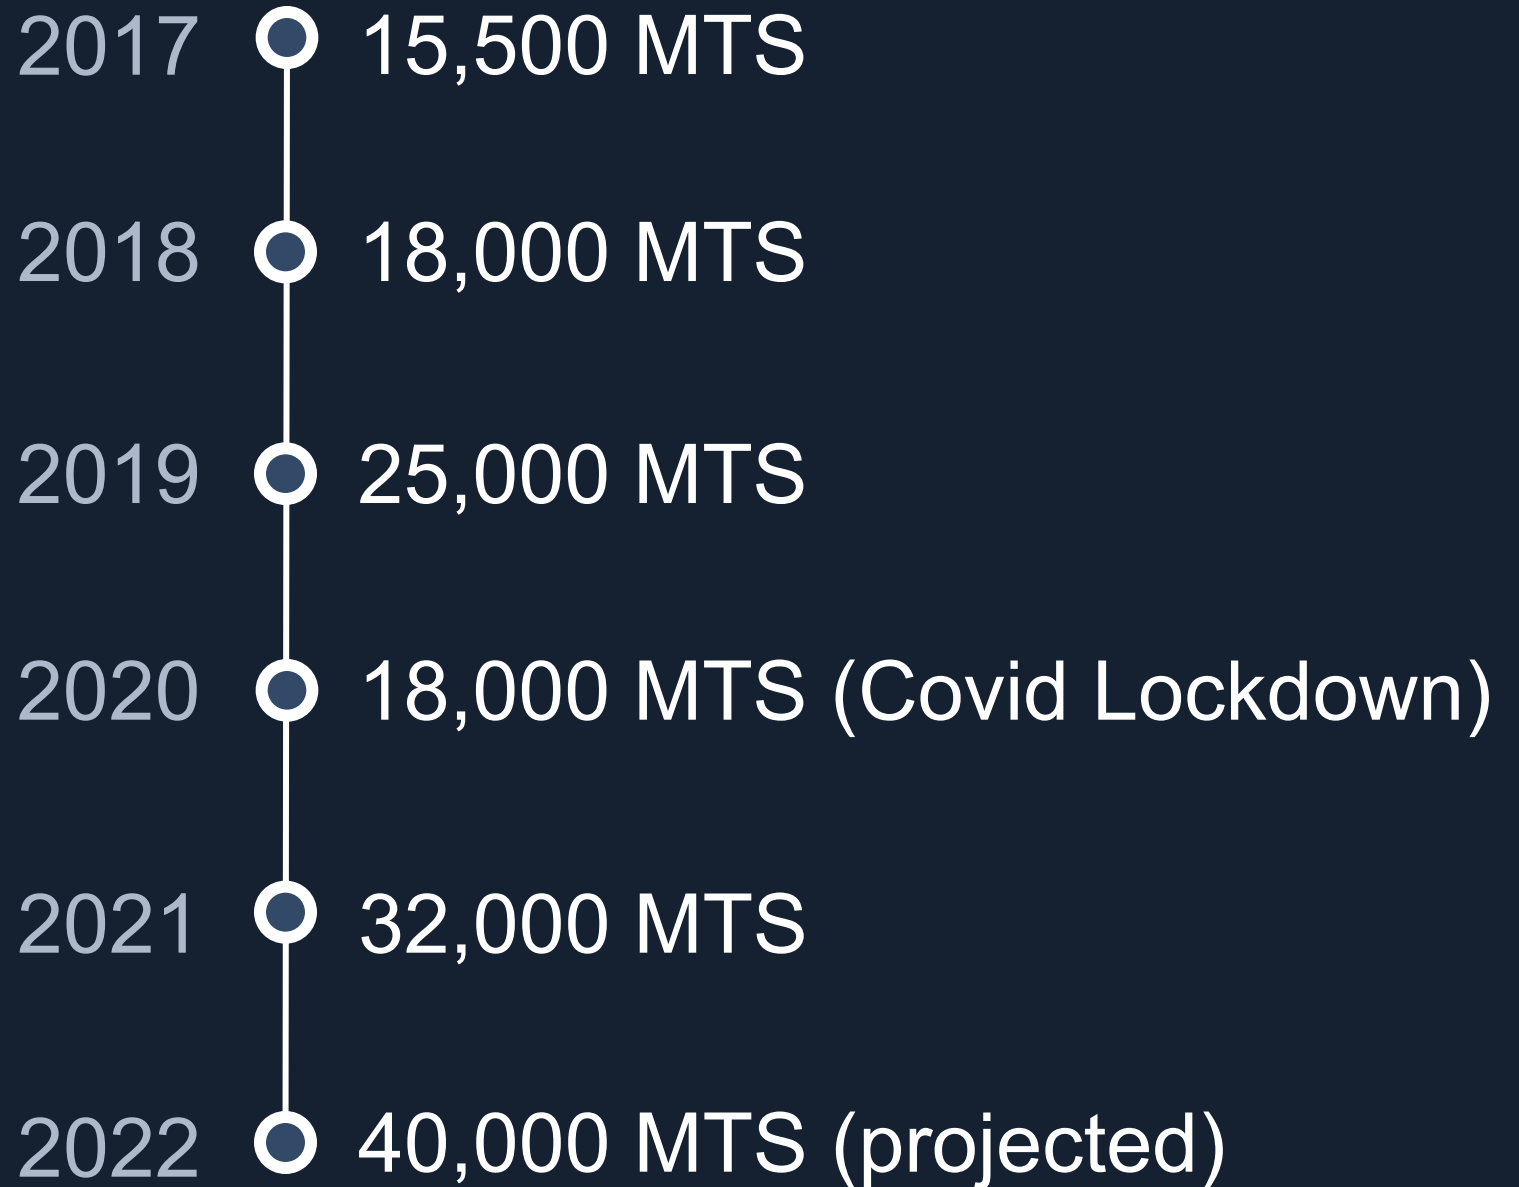 2017 15,500 MTS
2018 18,000 MTS
2019 25,000 MTS
2020 18,000 MTS (Covid Lockdown)
2021 32,000 MTS
2022 40,000 MTS (projected)